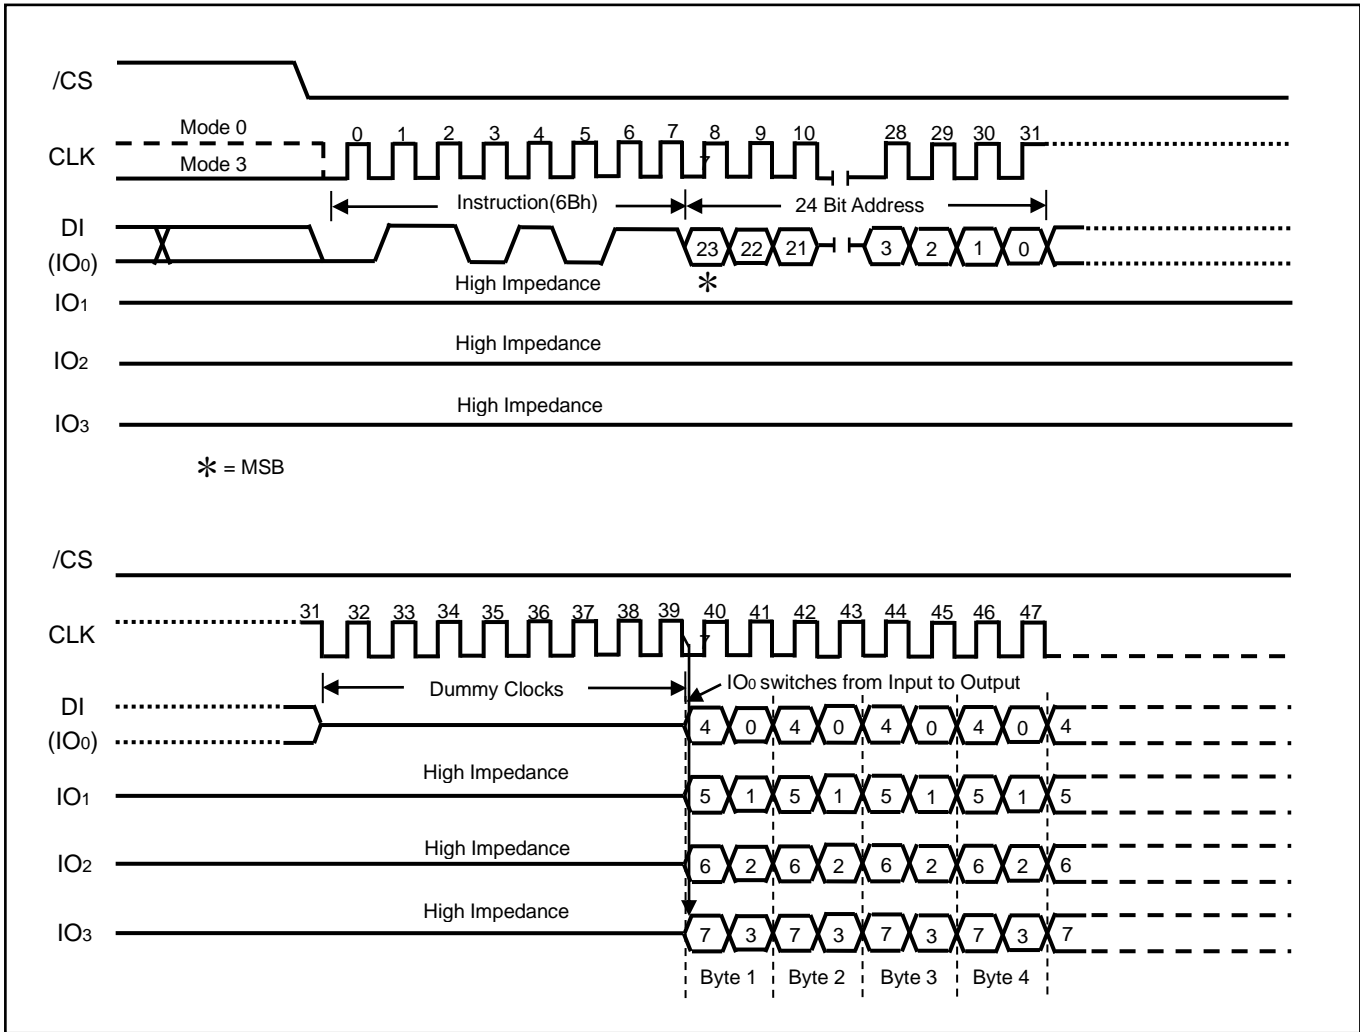 /CS
Mode 0
CLK
Mode 3
0 1 2 3 4 5 6 7 8 9 10 28 29 30 31
7
Instruction(6Bh)
24 Bit Address
DI
(IO0)
23 22 21 3 2 1 0
High Impedance
*
IO1
High Impedance
IO2
High Impedance
IO3
* = MSB
/CS
31 32 33 34 35 36 37 38 39 40 41 42 43 44 45 46 47
CLK
7
Dummy Clocks
IO0 switches from Input to Output
DI
(IO0)
4 0 4 0 4 0 4 0 4
High Impedance
IO1
5 1 5 1 5 1 5 1 5
High Impedance
IO2
6 2 6 2 6 2 6 2 6
High Impedance
IO3
7 3 7 3 7 3 7 3 7
Byte 1 Byte 2 Byte 3 Byte 4